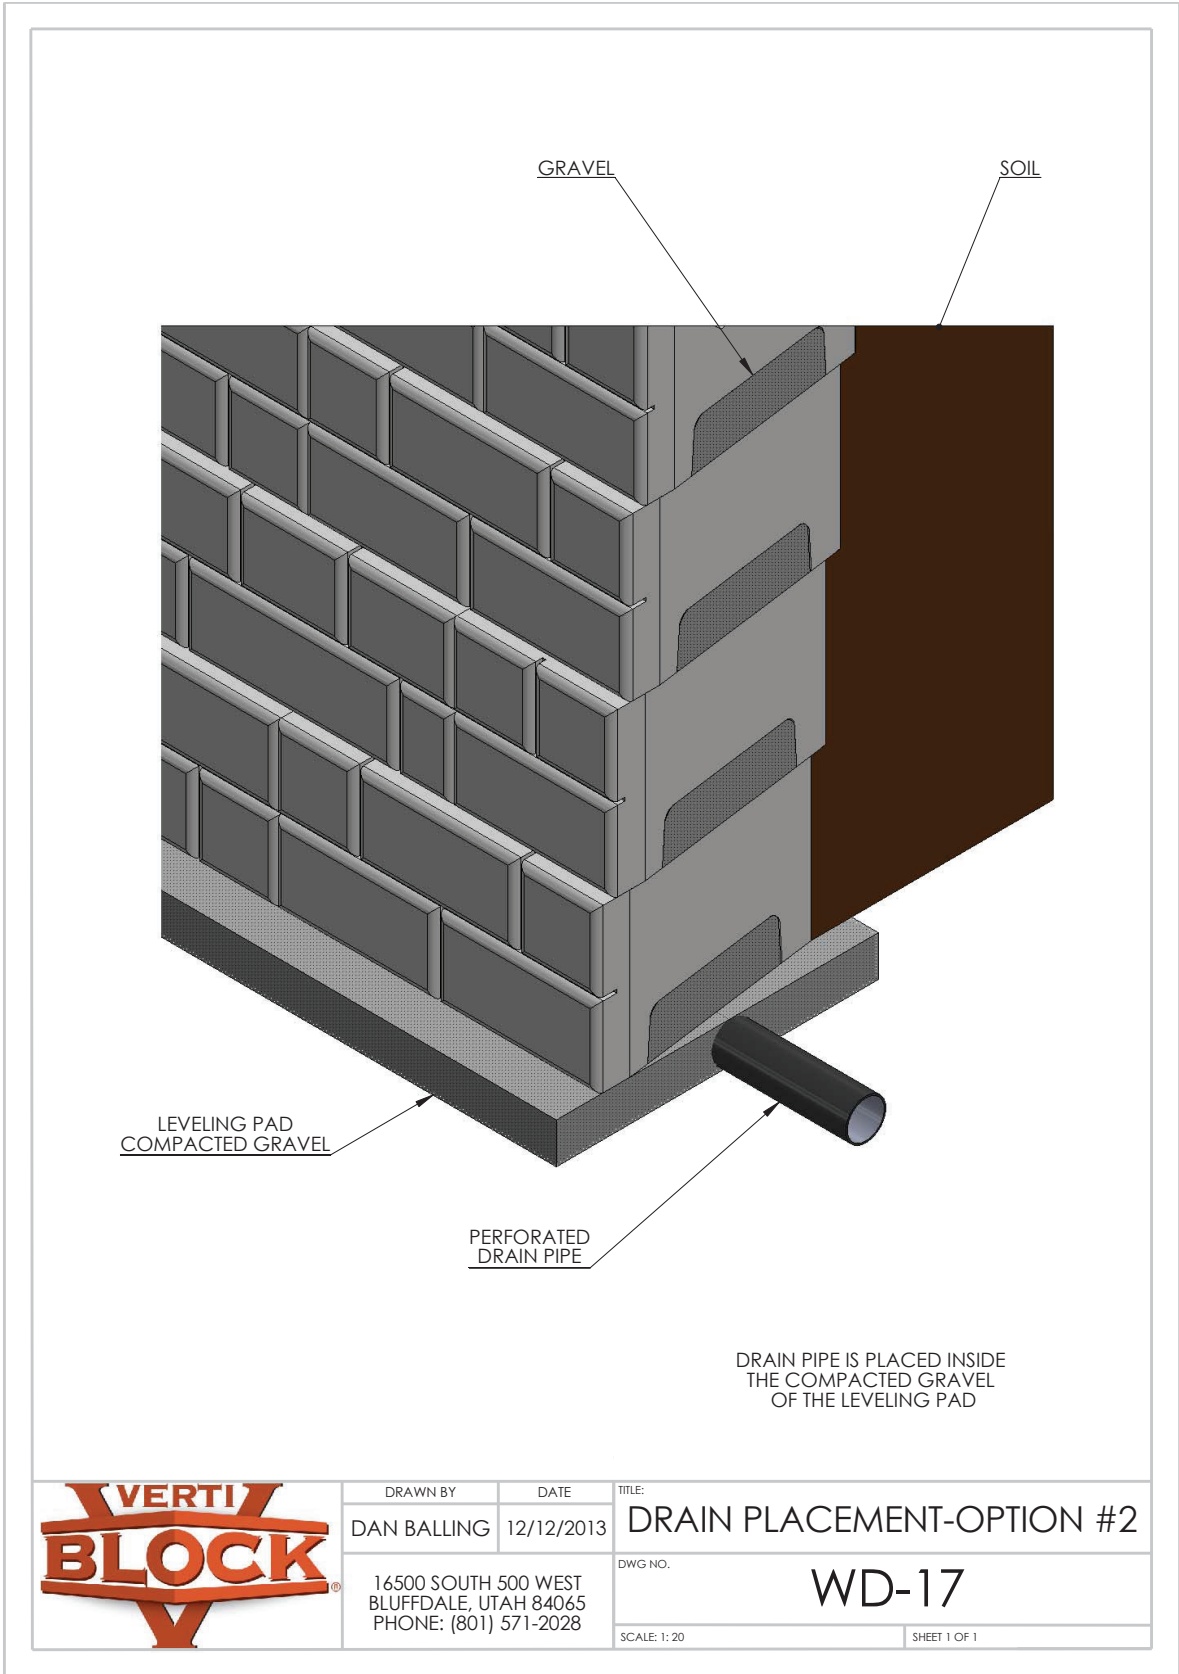 GRAVEL
SOIL
LEVELING PAD
COMPACTED GRAVEL
PERFORATED
DRAIN PIPE
DRAIN PIPE IS PLACED INSIDE
THE COMPACTED GRAVEL
OF THE LEVELING PAD
VERTI
BLOCK
®
DRAWN BY
DAN BALLING
DATE
12/12/2013
16500 SOUTH 500 WEST
BLUFFDALE, UTAH 84065
PHONE: (801) 571-2028
TITLE:
DRAIN PLACEMENT-OPTION #2
DWG NO.
WD-17
SCALE: 1: 20
SHEET 1 OF 1